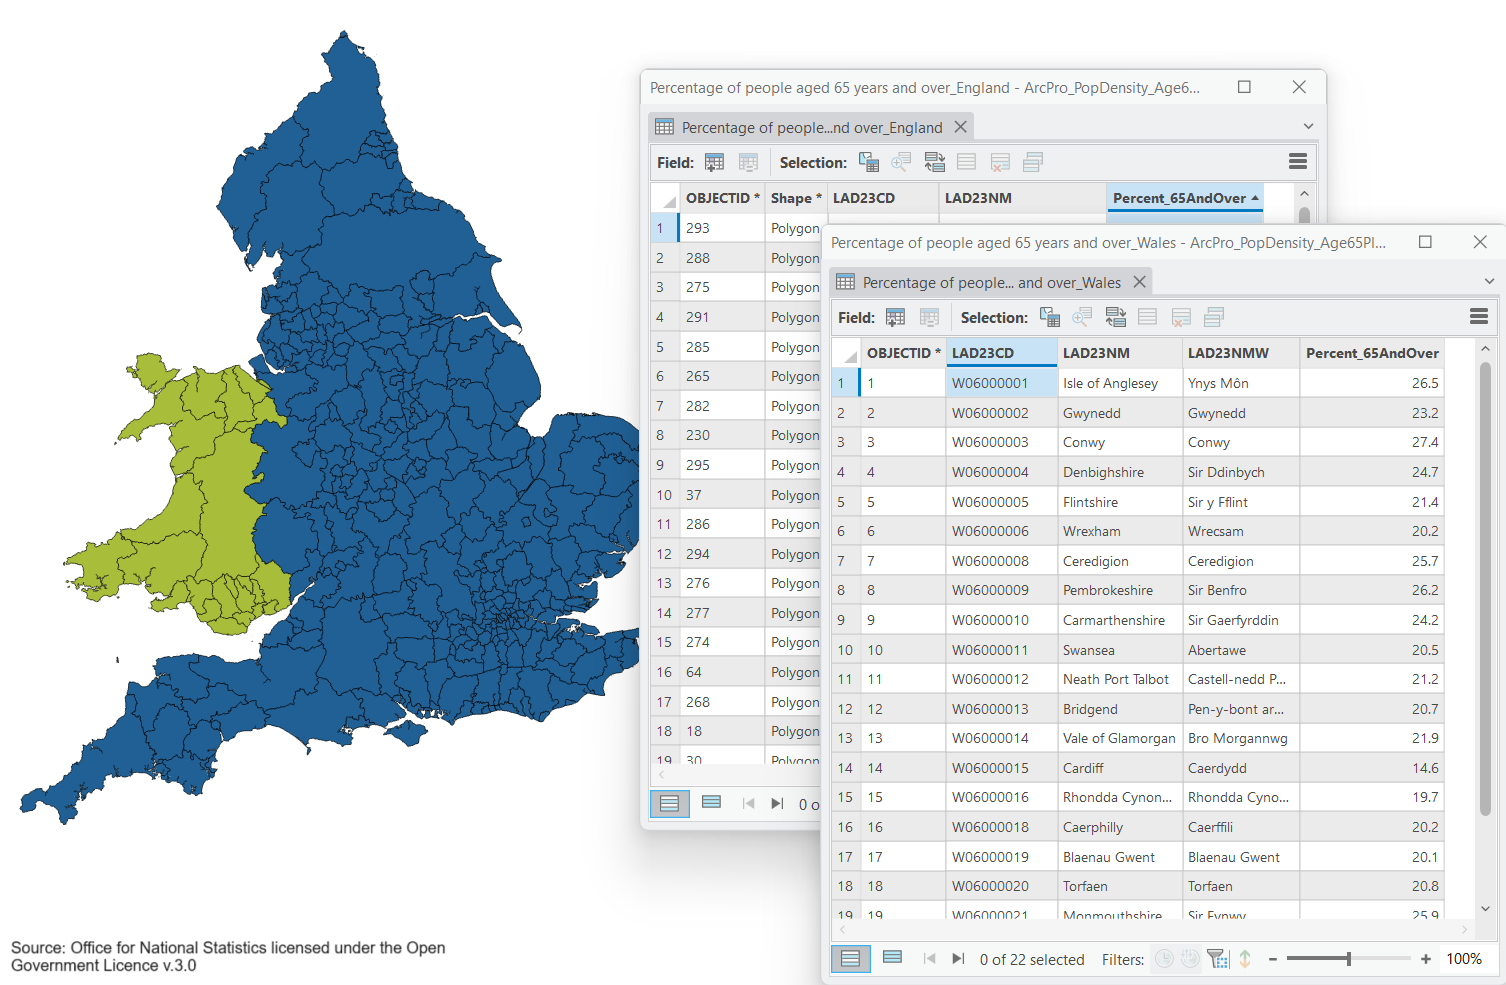 Percentage of people aged 65 years and over_England - ArcPro_PopDensity_Age6...
Percentage of people...nd over_England
Field: Selection:
OBJECTID * Shape * LAD23CD LAD23NM Percent_65AndOver
1 293 Polygon
2 288 Polygon
3 275 Polygon
4 291 Polygon
5 285 Polygon
6 265 Polygon
7 282 Polygon
8 230 Polygon
9 295 Polygon
10 37 Polygon
11 286 Polygon
12 294 Polygon
13 276 Polygon
14 277 Polygon
15 274 Polygon
16 64 Polygon
17 268 Polygon
18 18 Polygon
19 30 Polygon
0 o
Percentage of people aged 65 years and over_Wales - ArcPro_PopDensity_Age65Pl...
Percentage of people... and over_Wales
Field: Selection:
OBJECTID * LAD23CD LAD23NM LAD23NMW Percent_65AndOver
1 1 W06000001 Isle of Anglesey Ynys Môn 26.5
2 2 W06000002 Gwynedd Gwynedd 23.2
3 3 W06000003 Conwy Conwy 27.4
4 4 W06000004 Denbighshire Sir Ddinbych 24.7
5 5 W06000005 Flintshire Sir y Fflint 21.4
6 6 W06000006 Wrexham Wrecsam 20.2
7 7 W06000008 Ceredigion Ceredigion 25.7
8 8 W06000009 Pembrokeshire Sir Benfro 26.2
9 9 W06000010 Carmarthenshire Sir Gaerfyrddin 24.2
10 10 W06000011 Swansea Abertawe 20.5
11 11 W06000012 Neath Port Talbot Castell-nedd P... 21.2
12 12 W06000013 Bridgend Pen-y-bont ar... 20.7
13 13 W06000014 Vale of Glamorgan Bro Morgannwg 21.9
14 14 W06000015 Cardiff Caerdydd 14.6
15 15 W06000016 Rhondda Cynon... Rhondda Cyno... 19.7
16 16 W06000018 Caerphilly Caerffili 20.2
17 17 W06000019 Blaenau Gwent Blaenau Gwent 20.1
18 18 W06000020 Torfaen Torfaen 20.8
19 19 W06000021 Monmouthshire Sir Fynwy 25.9
0 of 22 selected Filters: - + 100%
Source: Office for National Statistics licensed under the Open
Government Licence v.3.0